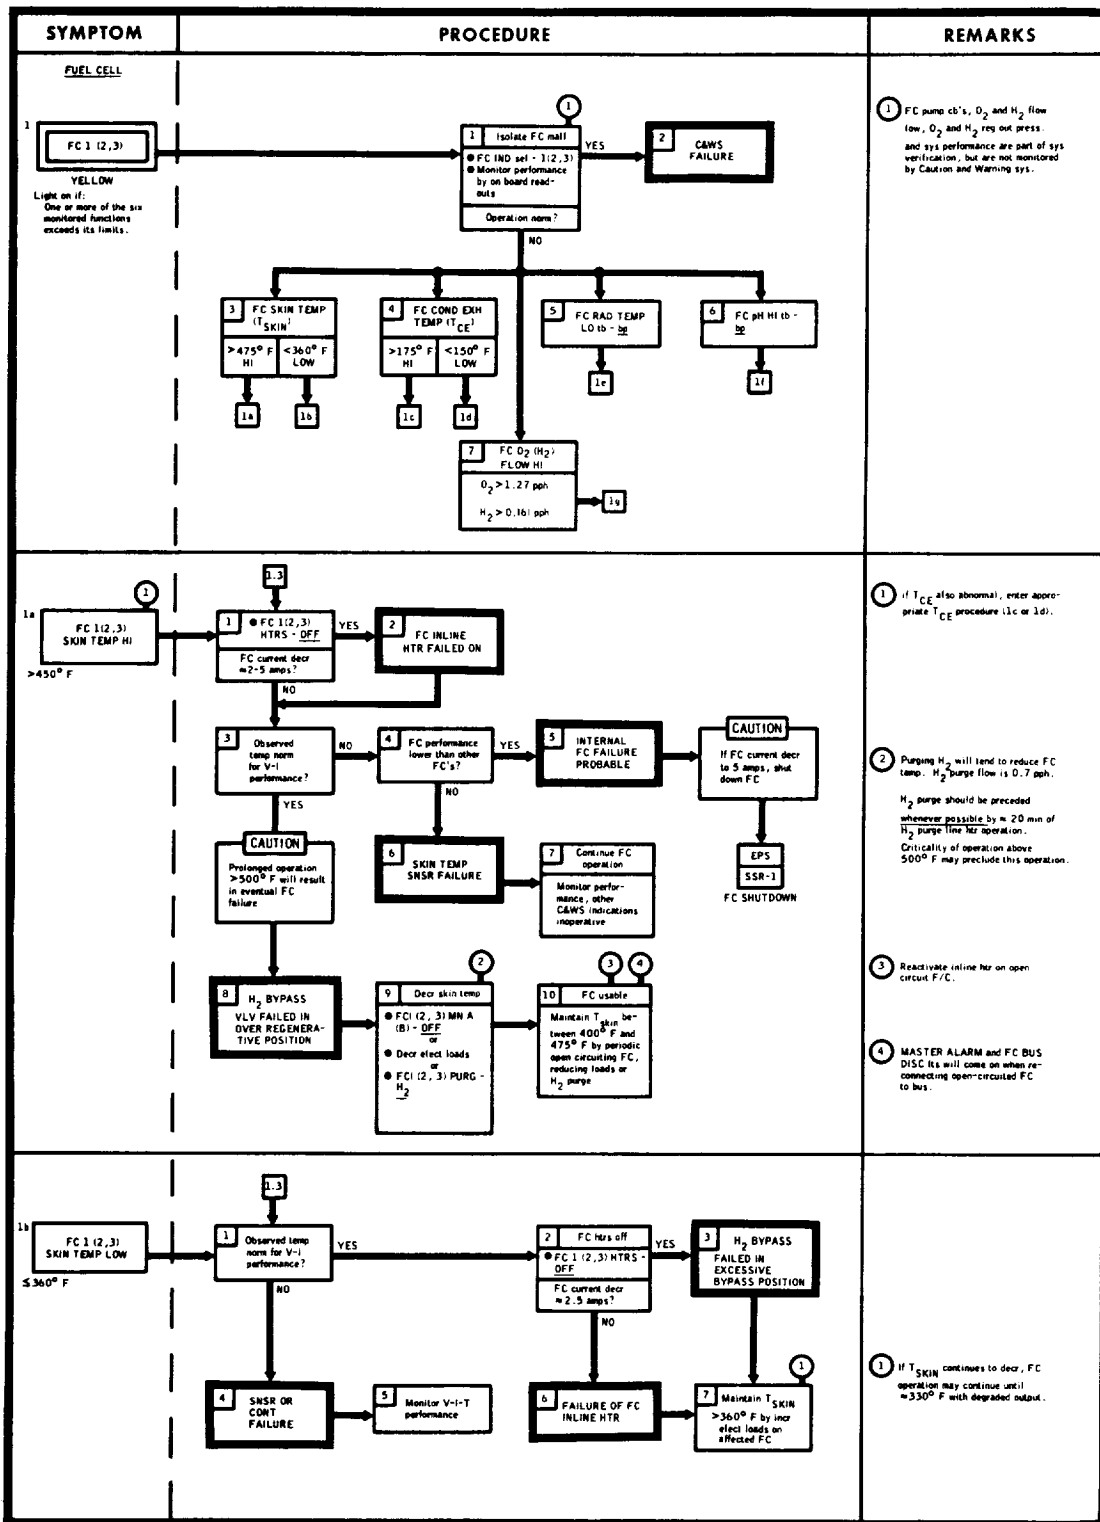 SYMPTOM
PROCEDURE
REMARKS
FUEL CELL
1
FC 1 (2,3)
YELLOW
Light on if:
One or more of the six
monitored functions
exceeds its limits.
1
1 Isolate FC malf
● FC IND sel - 1(2,3)
● Monitor performance
by on board read-
outs
Operation norm?
YES
2 C&WS
FAILURE
NO
3 FC SKIN TEMP
(TSKIN)
>475° F
HI
<360° F
LOW
1a
1b
4 FC COND EXH
TEMP (TCE)
>175° F
HI
<150° F
LOW
1c
1d
5
FC RAD TEMP
LO tb - bp
1e
6 FC pH HI tb -
bp
1f
7 FC O2 (H2)
FLOW HI
O2 > 1.27 pph
H2 > 0.161 pph
1g
1 FC pump cb's, O2 and H2 flow
low, O2 and H2 reg out press.
and sys performance are part of sys
verification, but are not monitored
by Caution and Warning sys.
1a
1
FC 1(2,3)
SKIN TEMP HI
>450° F
1.3
1 ● FC 1(2,3)
HTRS - OFF
FC current decr
≈2-5 amps?
YES
2
FC INLINE
HTR FAILED ON
NO
3 Observed
temp norm
for V-I
performance?
NO
4 FC performance
lower than other
FC's?
YES
5 INTERNAL
FC FAILURE
PROBABLE
CAUTION
If FC current decr
to 5 amps, shut
down FC
EPS
SSR-1
FC SHUTDOWN
YES
CAUTION
Prolonged operation
>500° F will result
in eventual FC
failure
NO
6 SKIN TEMP
SNSR FAILURE
7 Continue FC
operation
Monitor perfor-
mance, other
C&WS indications
inoperative
8 H2 BYPASS
VLV FAILED IN
OVER REGENERA-
TIVE POSITION
2
9 Decr skin temp
● FC1 (2, 3) MN A
(B) - OFF
or
● Decr elect loads
or
● FC1 (2, 3) PURG -
H2
3
4
10 FC usable
Maintain Tskin be-
tween 400° F and
475° F by periodic
open circuiting FC,
reducing loads or
H2 purge
1 If TCE also abnormal, enter appro-
priate TCE procedure (1c or 1d).
2 Purging H2 will tend to reduce FC
temp. H2 purge flow is 0.7 pph.
H2 purge should be preceded
whenever possible by ≈ 20 min of
H2 purge line htr operation.
Criticality of operation above
500° F may preclude this operation.
3 Reactivate inline htr on open
circuit F/C.
4 MASTER ALARM and FC BUS
DISC lts will come on when re-
connecting open-circuited FC
to bus.
1b
FC 1 (2,3)
SKIN TEMP LOW
≤360° F
1.3
1 Observed temp
norm for V-I
performance?
YES
2 FC htrs off
● FC 1 (2,3) HTRS -
OFF
FC current decr
≈ 2.5 amps?
YES
3 H2 BYPASS
FAILED IN
EXCESSIVE
BYPASS POSITION
NO
NO
4 SNSR OR
CONT
FAILURE
5 Monitor V-I-T
performance
6 FAILURE OF FC
INLINE HTR
1
7 Maintain TSKIN
>360° F by incr
elect loads on
affected FC
1 If TSKIN continues to decr, FC
operation may continue until
≈330° F with degraded output.